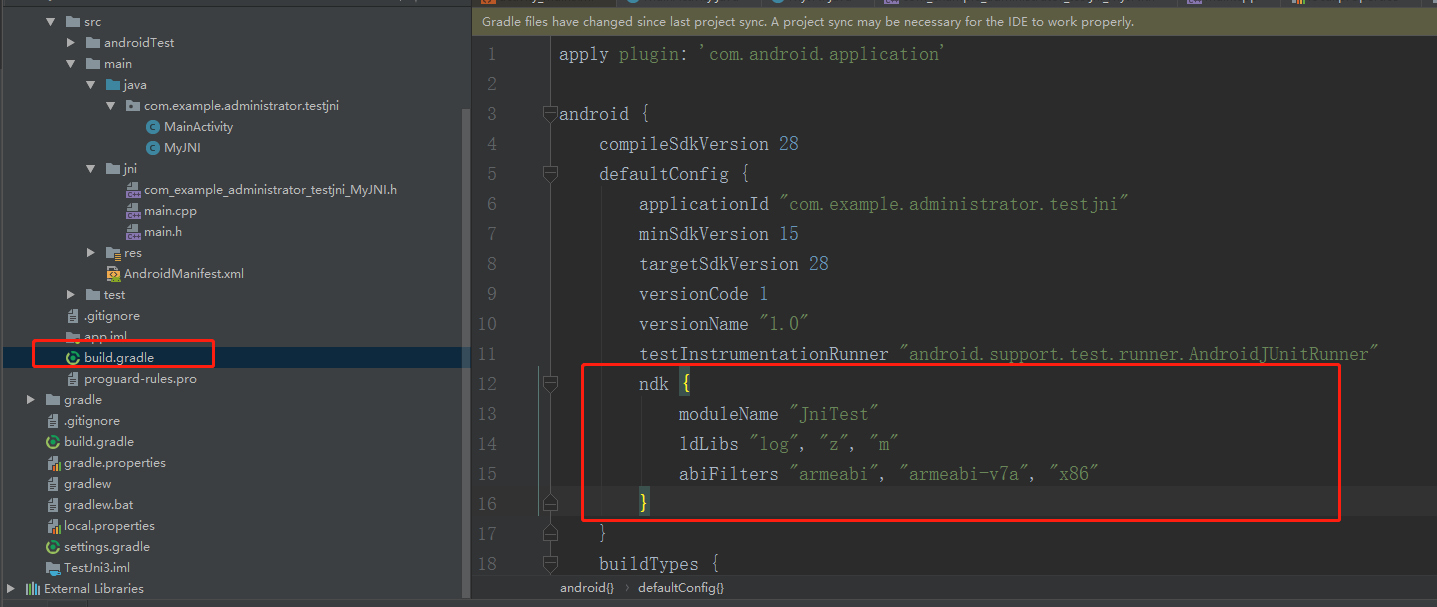 src
androidTest
main
java
com.example.administrator.testjni
MainActivity
MyJNI
jni
com_example_administrator_testjni_MyJNI.h
main.cpp
main.h
res
AndroidManifest.xml
test
.gitignore
app.iml
build.gradle
proguard-rules.pro
gradle
.gitignore
build.gradle
gradle.properties
gradlew
gradlew.bat
local.properties
settings.gradle
TestJni3.iml
External Libraries
Gradle files have changed since last project sync. A project sync may be necessary for the IDE to work properly.
1 apply plugin: 'com.android.application'
2
3 android {
4 compileSdkVersion 28
5 defaultConfig {
6 applicationId "com.example.administrator.testjni"
7 minSdkVersion 15
8 targetSdkVersion 28
9 versionCode 1
10 versionName "1.0"
11 testInstrumentationRunner "android.support.test.runner.AndroidJUnitRunner"
12 ndk {
13 moduleName "JniTest"
14 ldLibs "log", "z", "m"
15 abiFilters "armeabi", "armeabi-v7a", "x86"
16 }
17 }
18 buildTypes {
android{} › defaultConfig{}